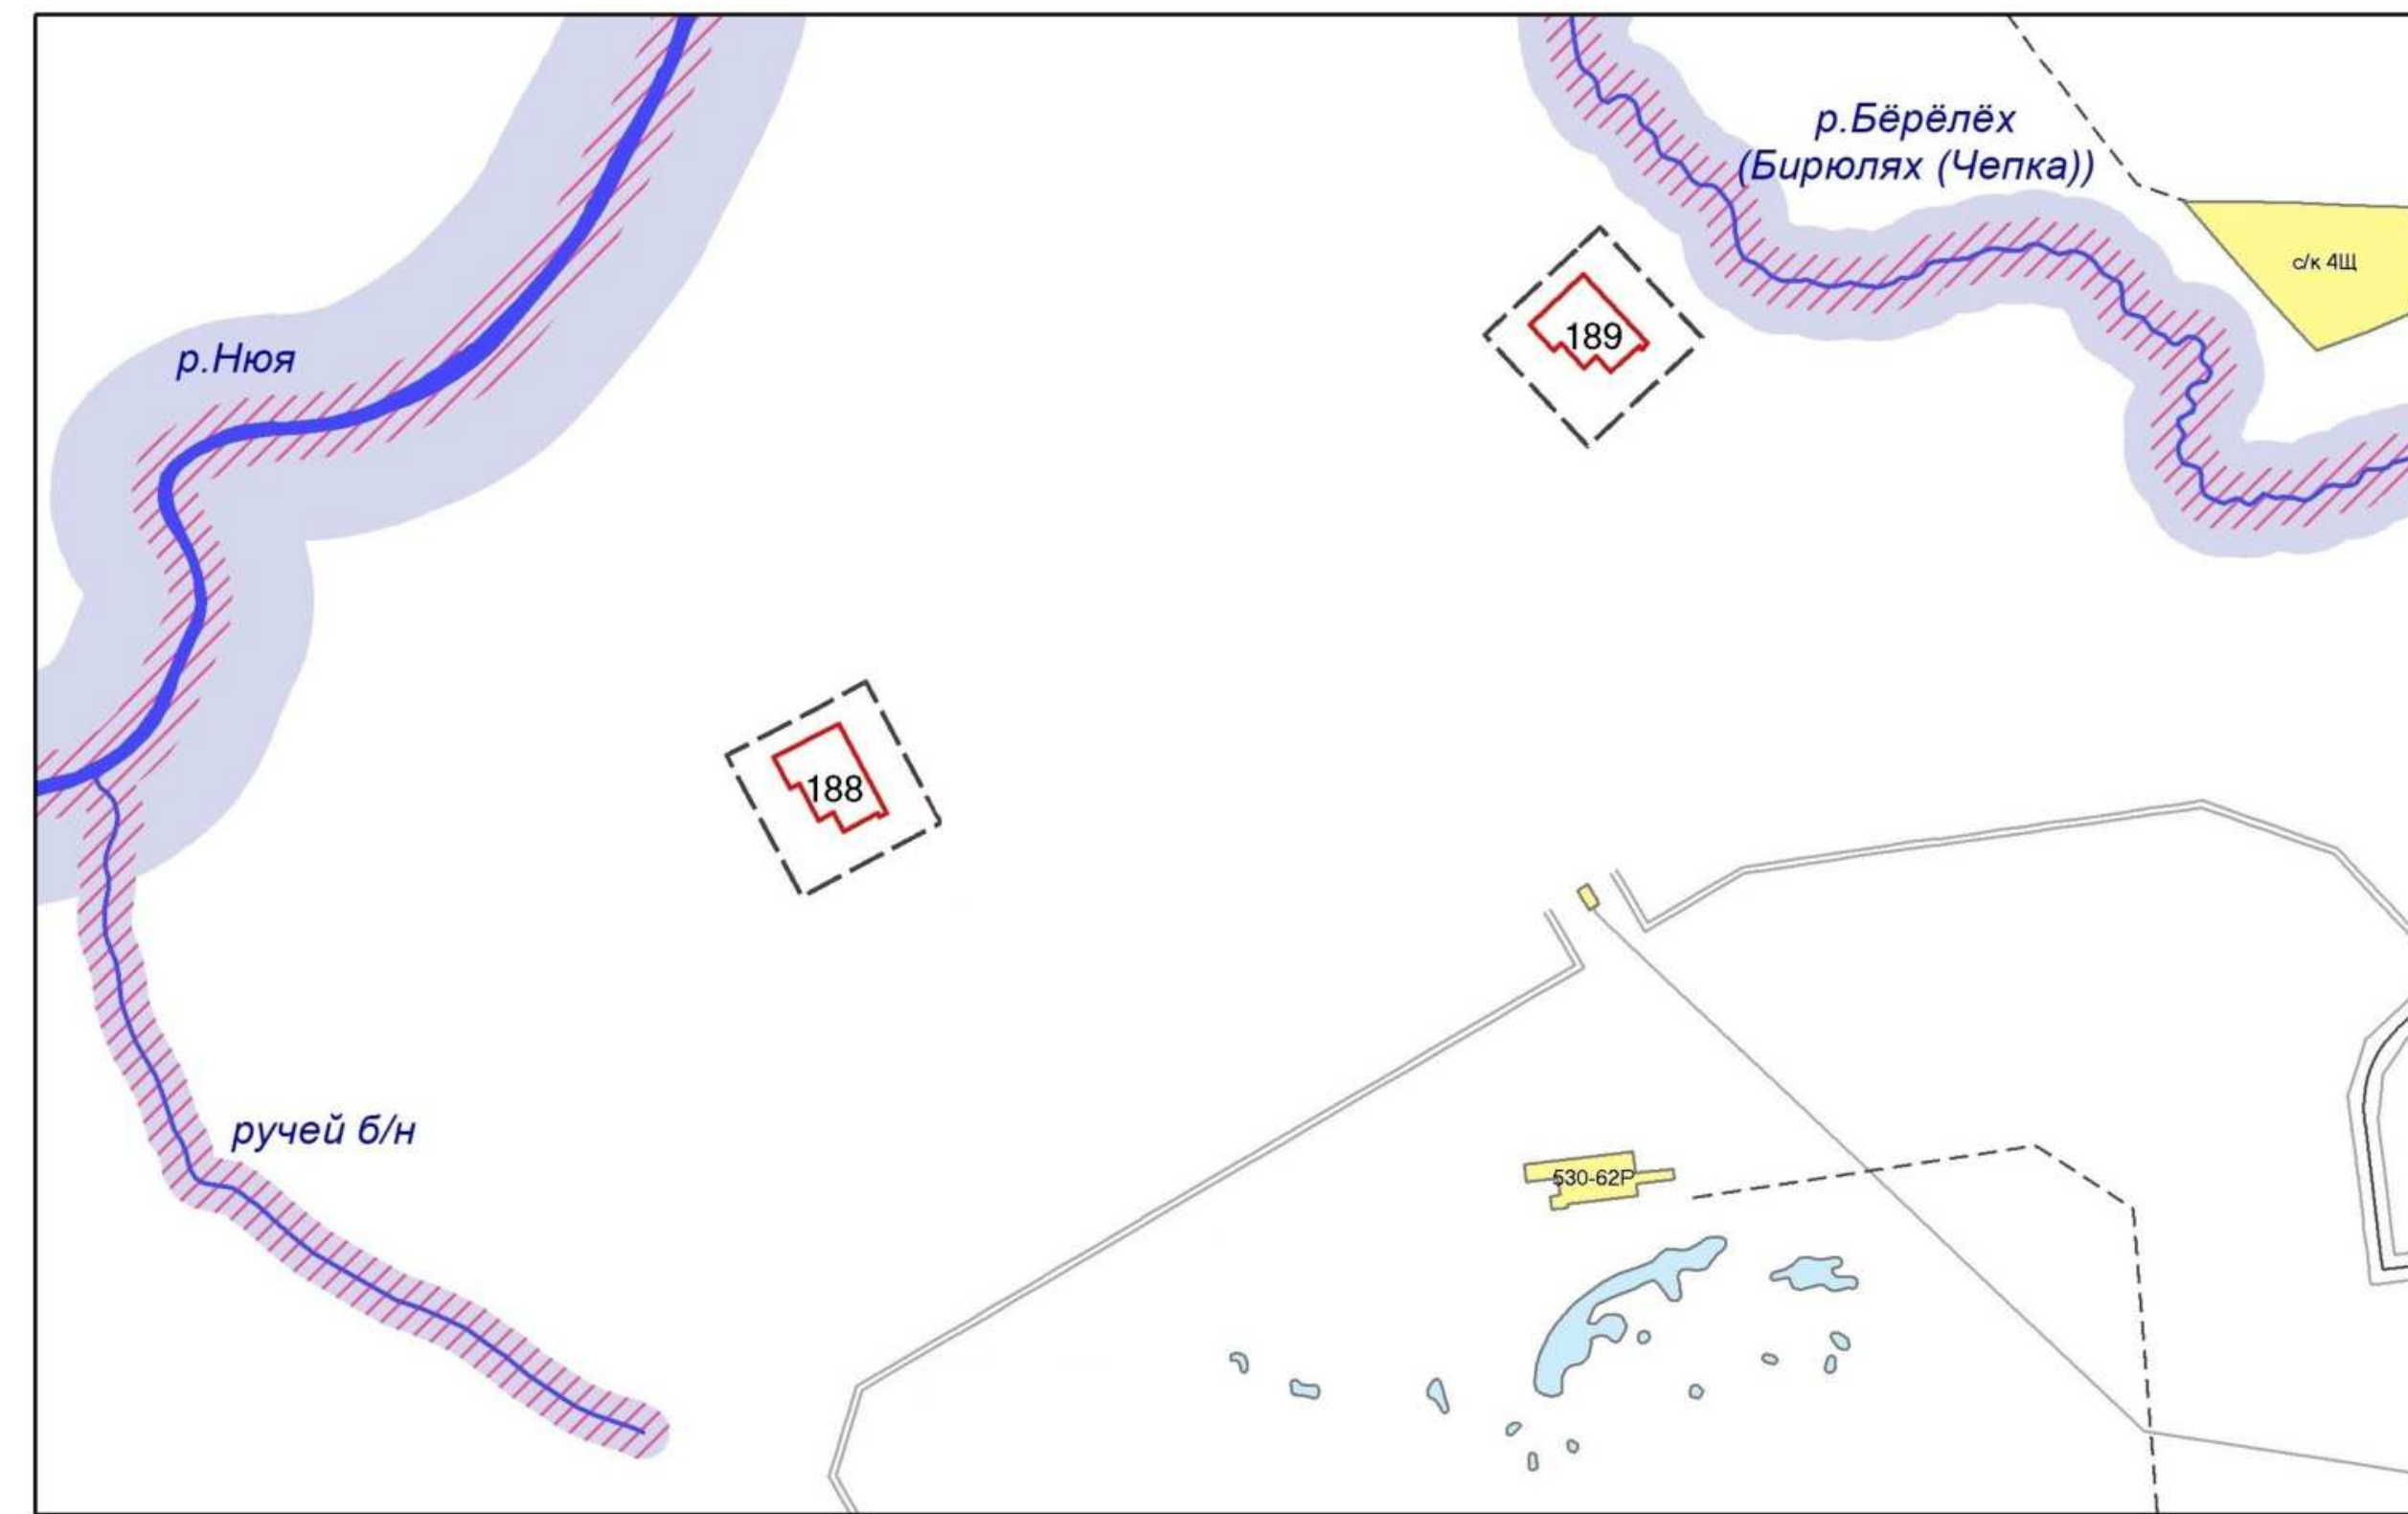 р.Бёрёлёх
(Бирюлях (Чепка))
с/к 4Щ
р.Нюя
189
188
ручей б/н
530-62Р